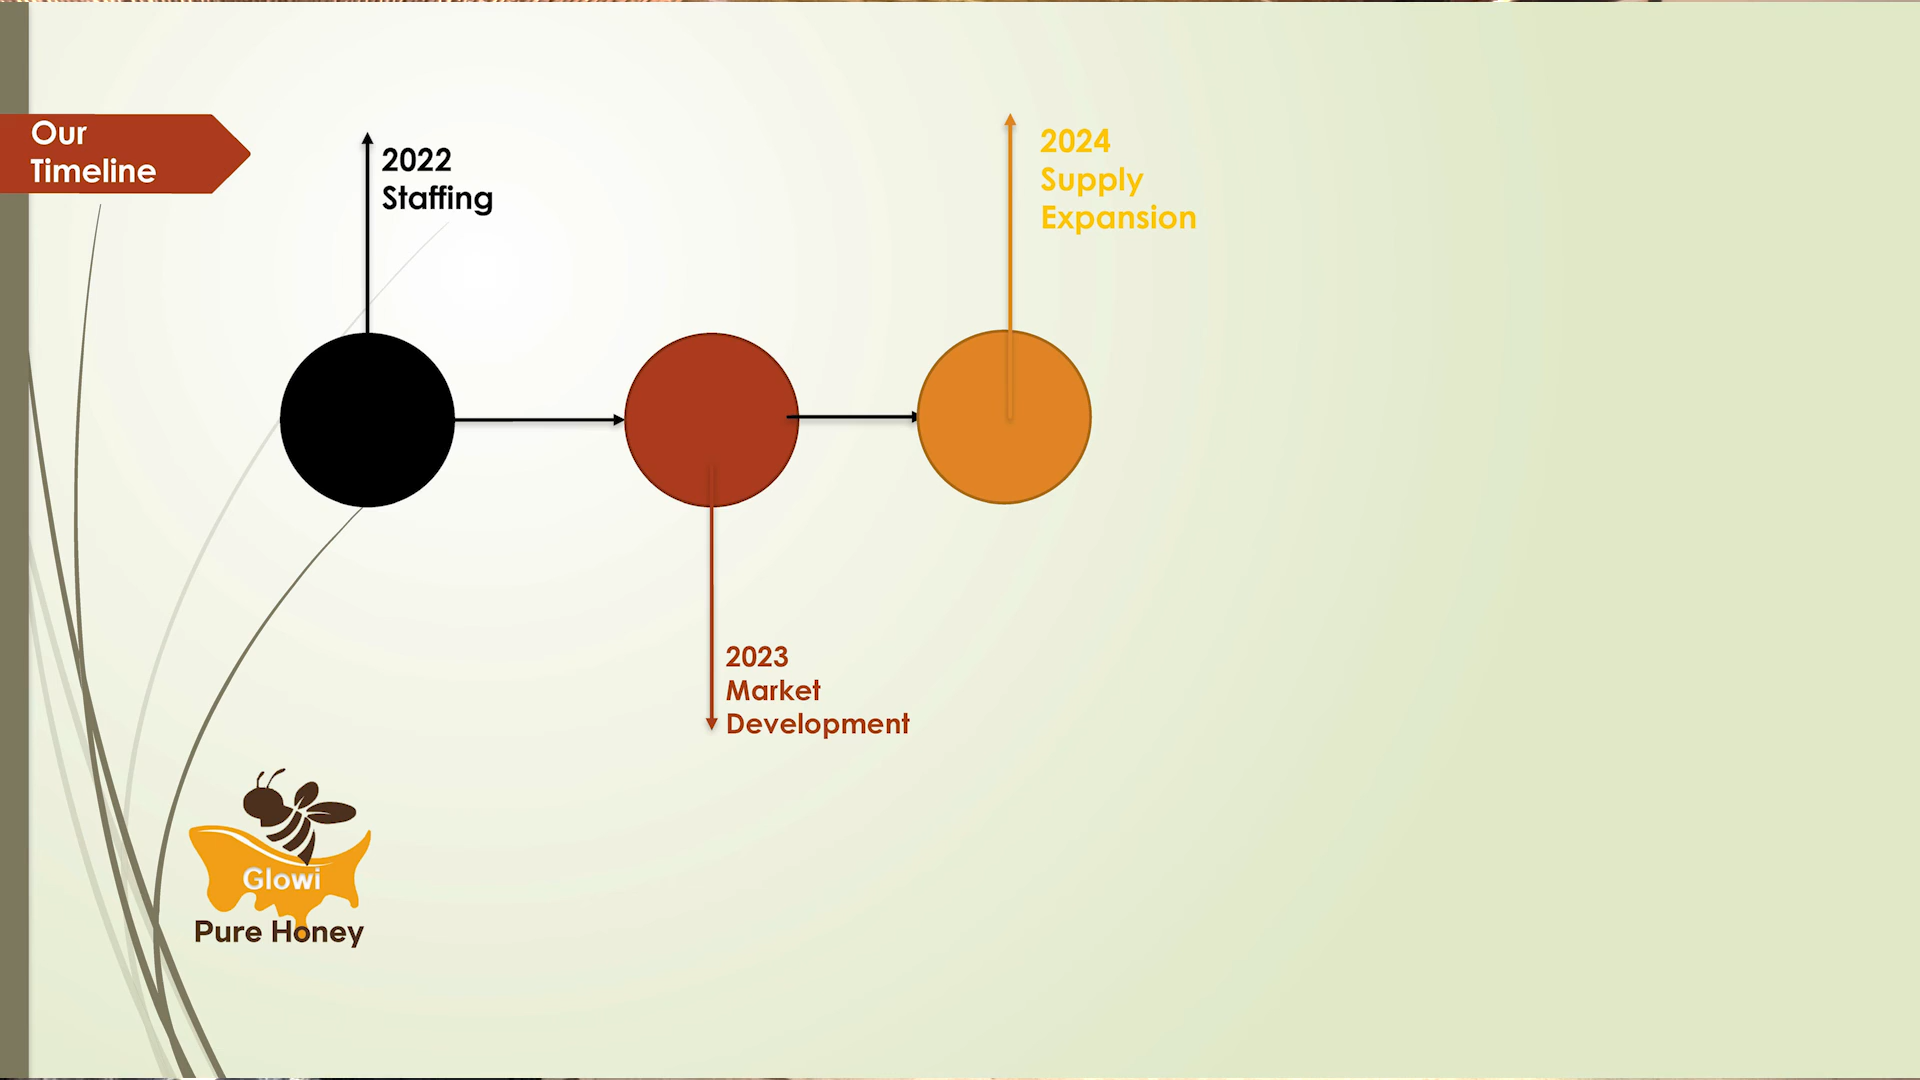 Our
Timeline
2022
Staffing
2024
Supply
Expansion
2023
Market
Development
Glowi
Pure Honey